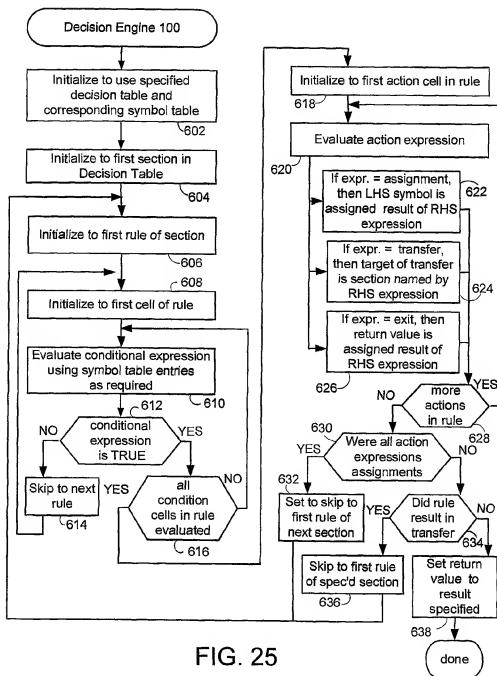 Decision Engine 100
Initialize to use specified
decision table and
corresponding symbol table
602
Initialize to first section in
Decision Table
604
Initialize to first rule of section
606
608
Initialize to first cell of rule
Evaluate conditional expression
using symbol table entries
as required
610
612
conditional
expression
is TRUE
NO
YES
Skip to next
rule
614
YES
NO
all
condition
cells in rule
evaluated
616
Initialize to first action cell in rule
618
Evaluate action expression
620
If expr. = assignment,
then LHS symbol is
assigned result of RHS
expression
622
If expr. = transfer,
then target of transfer
is section named by
RHS expression
624
If expr. = exit, then
return value is
assigned result of
RHS expression
626
NO
YES
more
actions
in rule
628
630
Were all action
expressions
assignments
YES
NO
632
Set to skip to
first rule of
next section
YES
Did rule
result in
transfer
634
NO
Skip to first rule
of spec'd section
636
Set return
value to
result
specified
638
done
FIG. 25